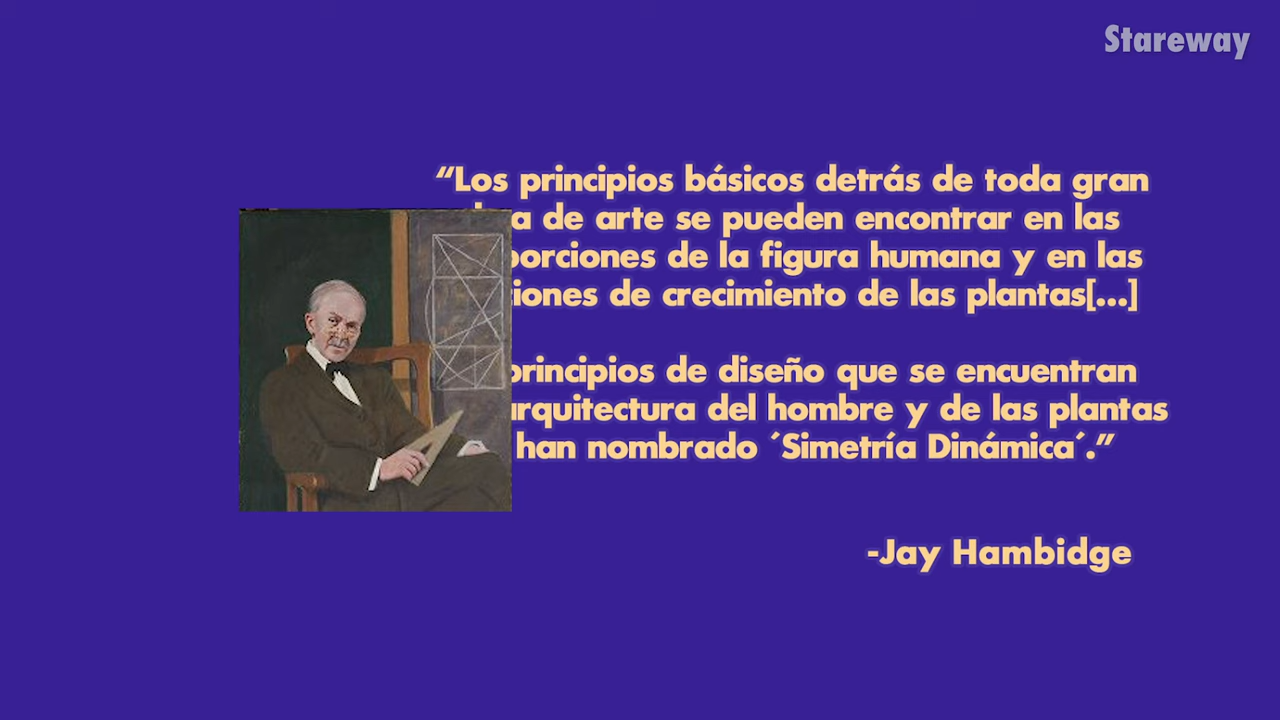 Stareway
“Los principios básicos detrás de toda gran
de arte se pueden encontrar en las
de la figura humana y en las
de crecimiento de las plantas[...]
principios de diseño que se encuentran
del hombre y de las plantas
han nombrado ´Simetría Dinámica´.”
-Jay Hambidge